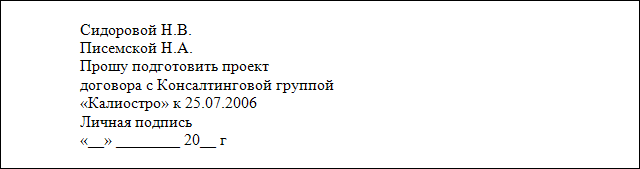 Сидоровой Н.В.
Писемской Н.А.
Прошу подготовить проект
договора с Консалтинговой группой
«Калиостро» к 25.07.2006
Личная подпись
«__» ________ 20__ г